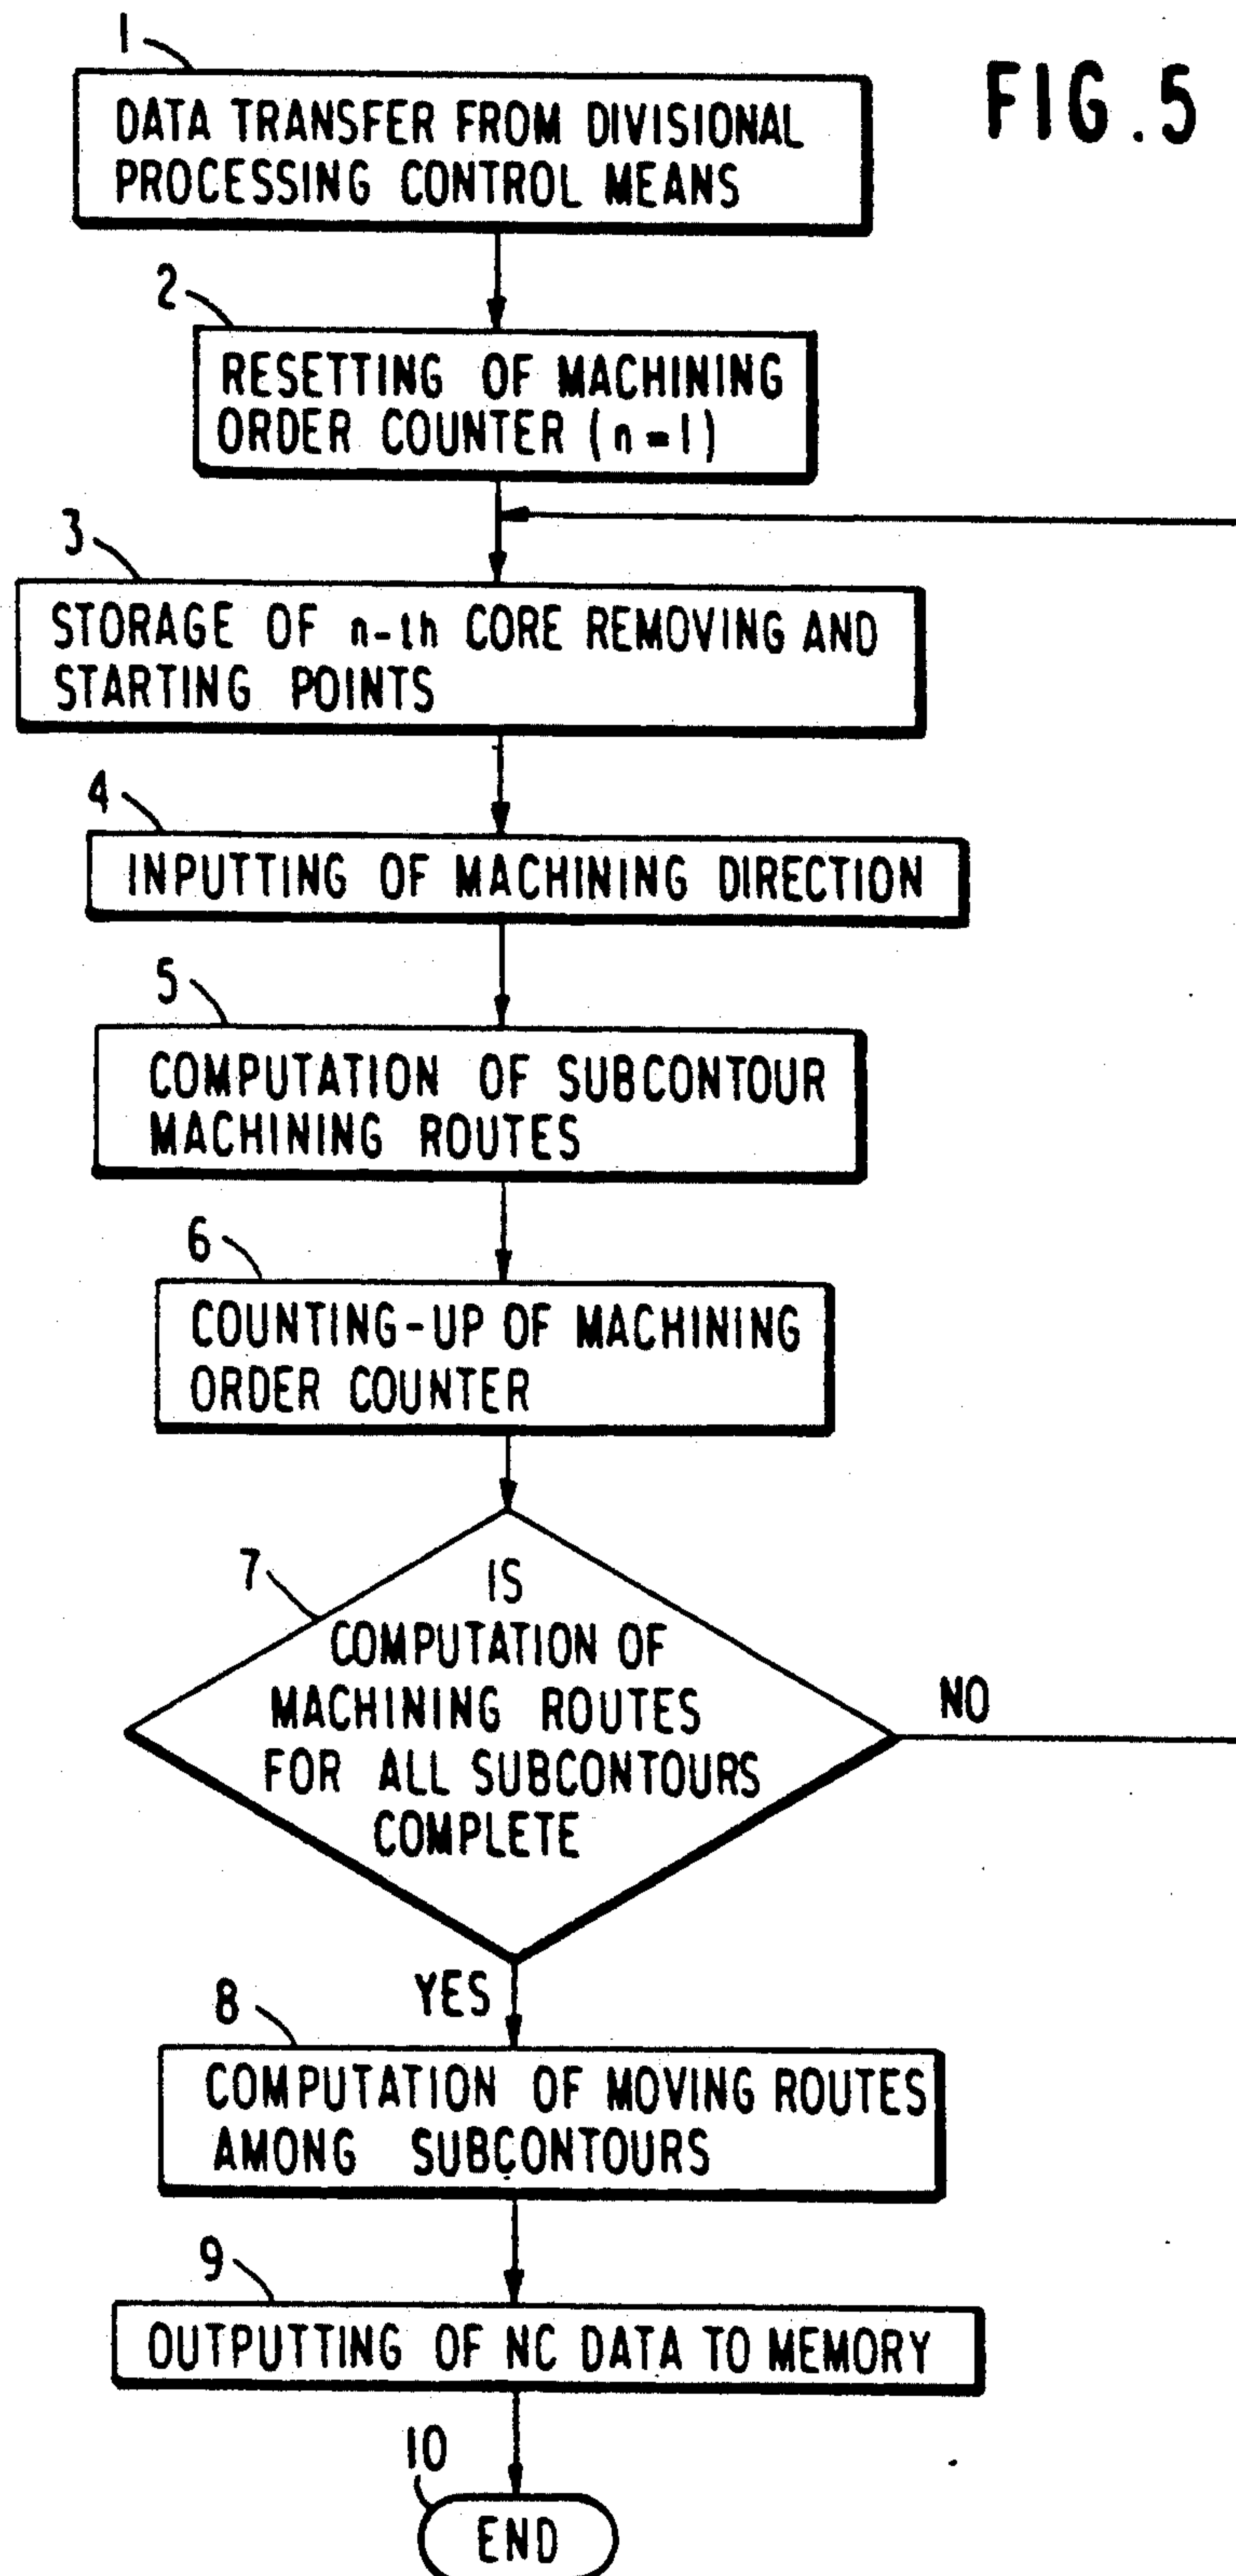 FIG.5
1
DATA TRANSFER FROM DIVISIONAL
PROCESSING CONTROL MEANS
2
RESETTING OF MACHINING
ORDER COUNTER (n=1)
3
STORAGE OF n-th CORE REMOVING AND
STARTING POINTS
4
INPUTTING OF MACHINING DIRECTION
5
COMPUTATION OF SUBCONTOUR
MACHINING ROUTES
6
COUNTING-UP OF MACHINING
ORDER COUNTER
7
IS
COMPUTATION OF
MACHINING ROUTES
FOR ALL SUBCONTOURS
COMPLETE
NO
YES
8
COMPUTATION OF MOVING ROUTES
AMONG SUBCONTOURS
9
OUTPUTTING OF NC DATA TO MEMORY
10
END